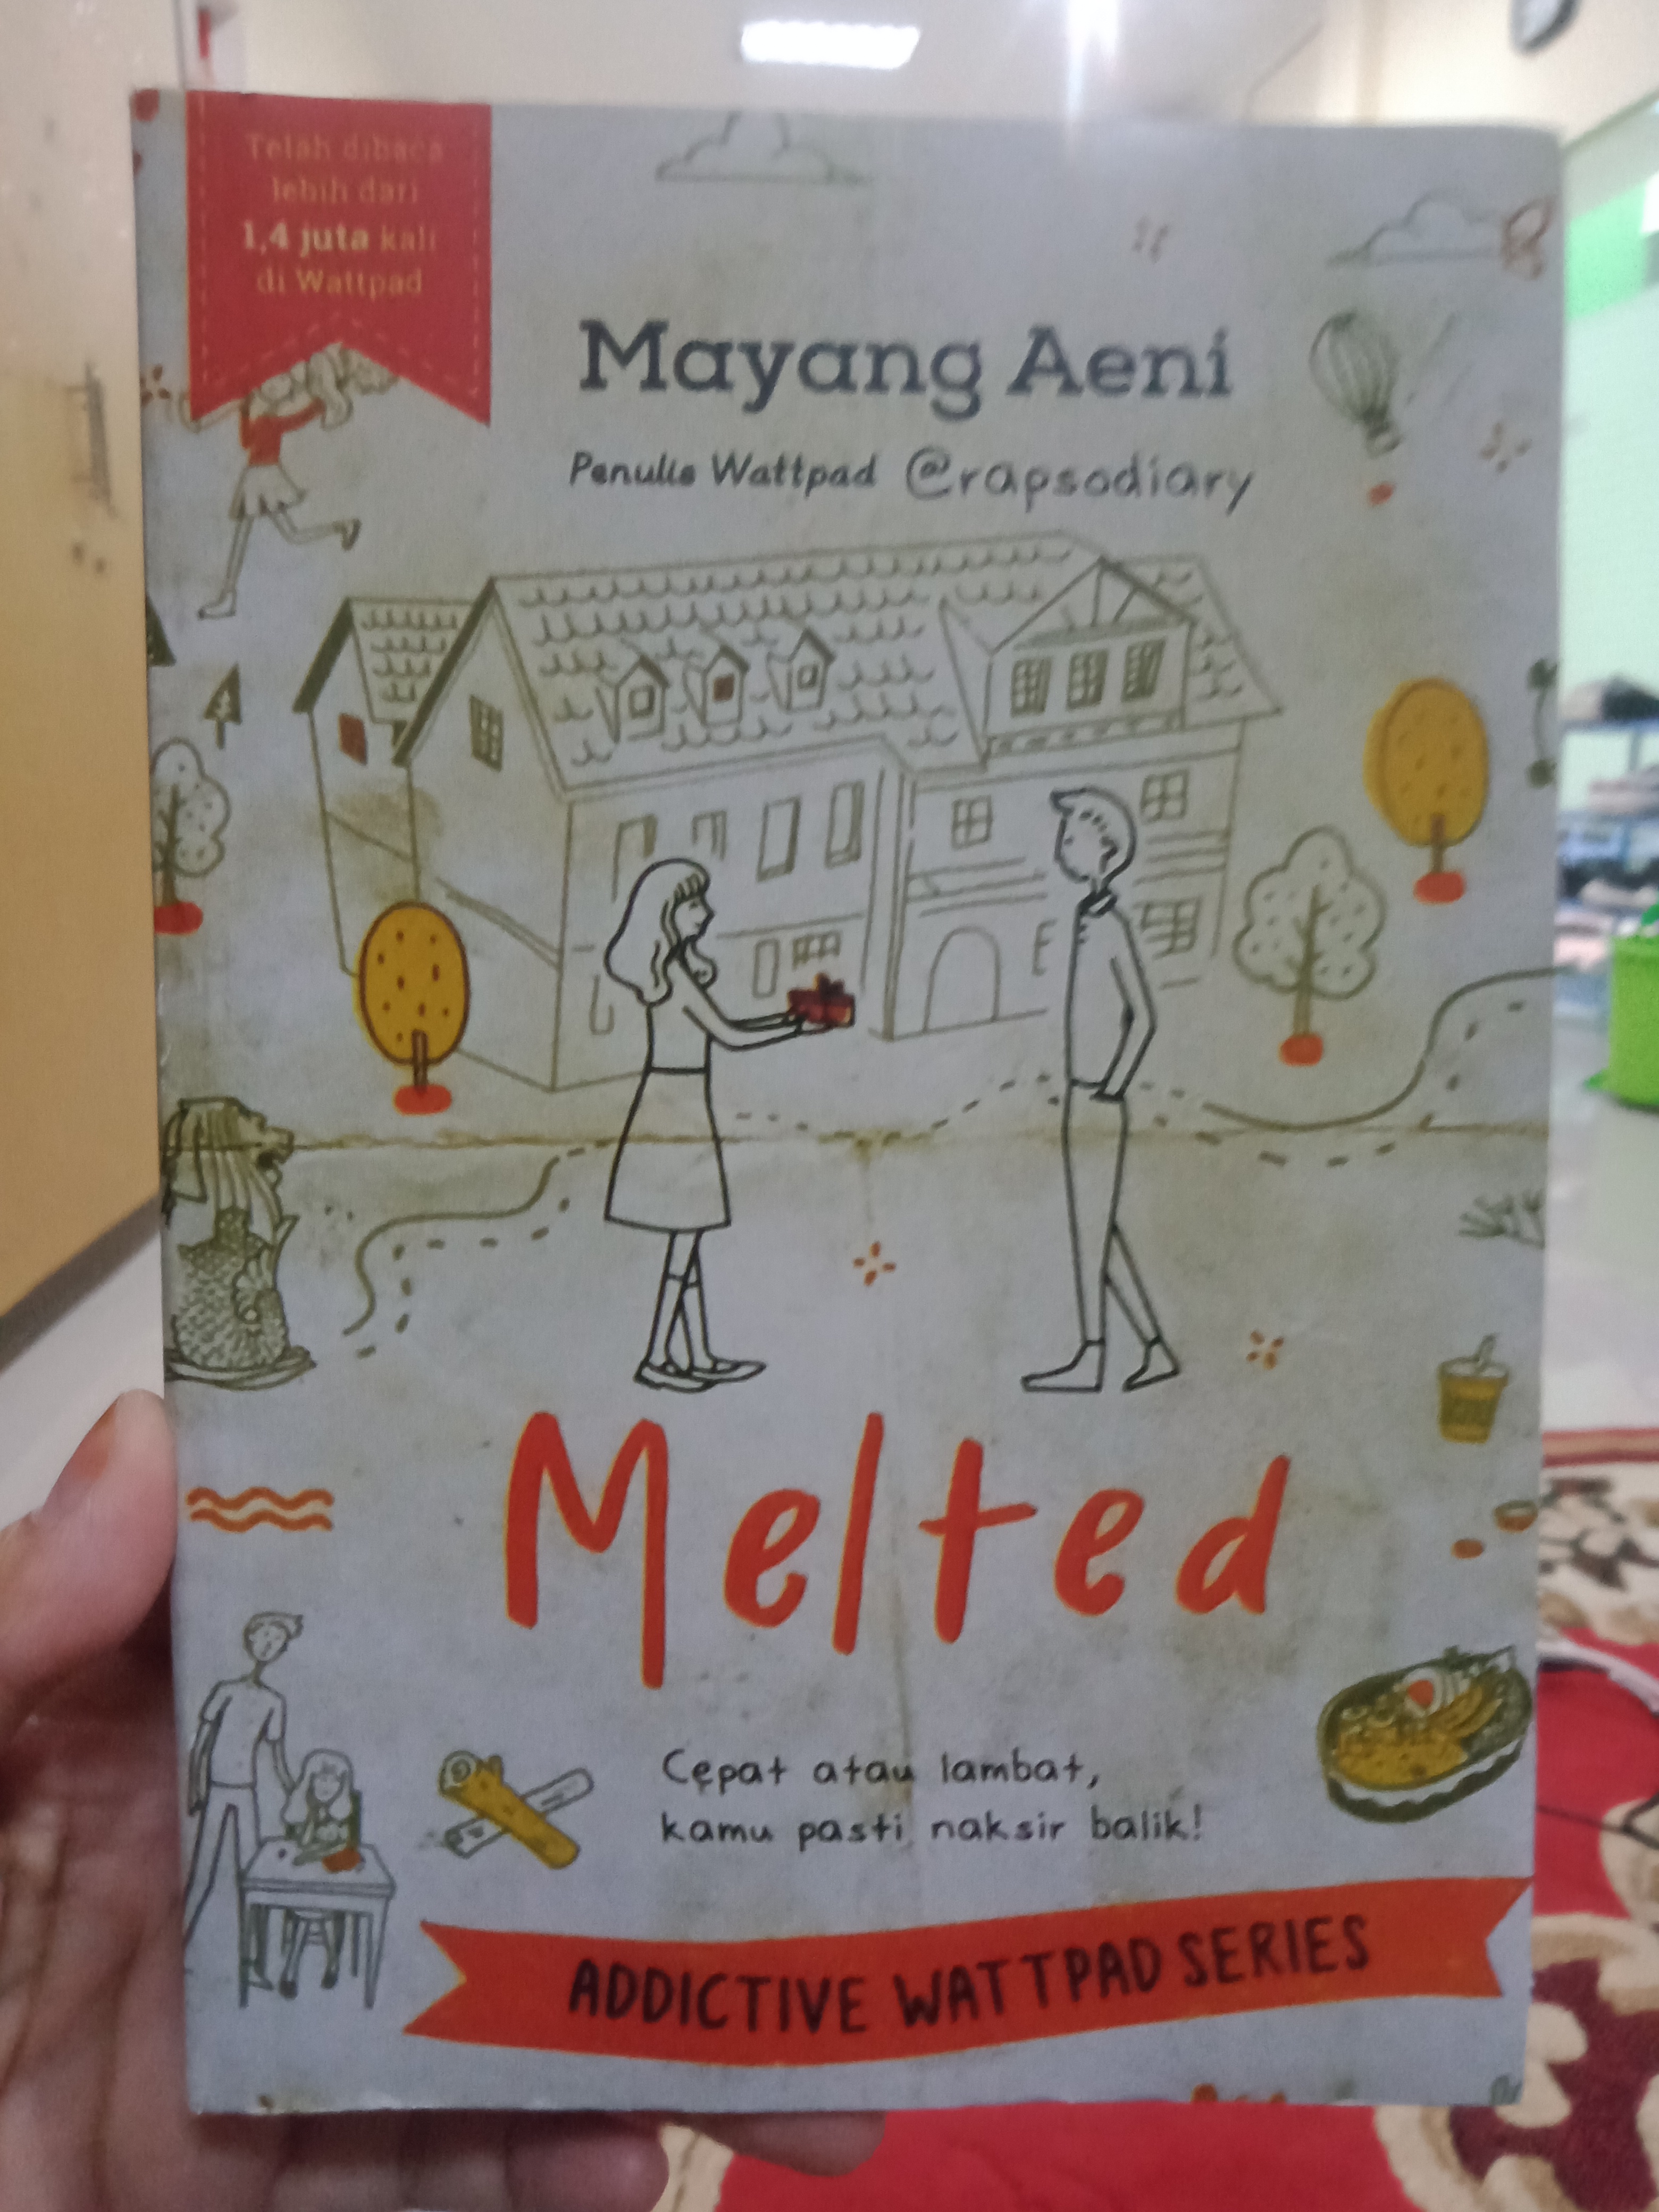 Telah dibaca
lebih dari
1,4 juta kali
di Wattpad
Mayang Aeni
Penulis Wattpad @rapsodiary
Melted
Cepat atau lambat,
kamu pasti naksir balik!
ADDICTIVE WATTPAD SERIES